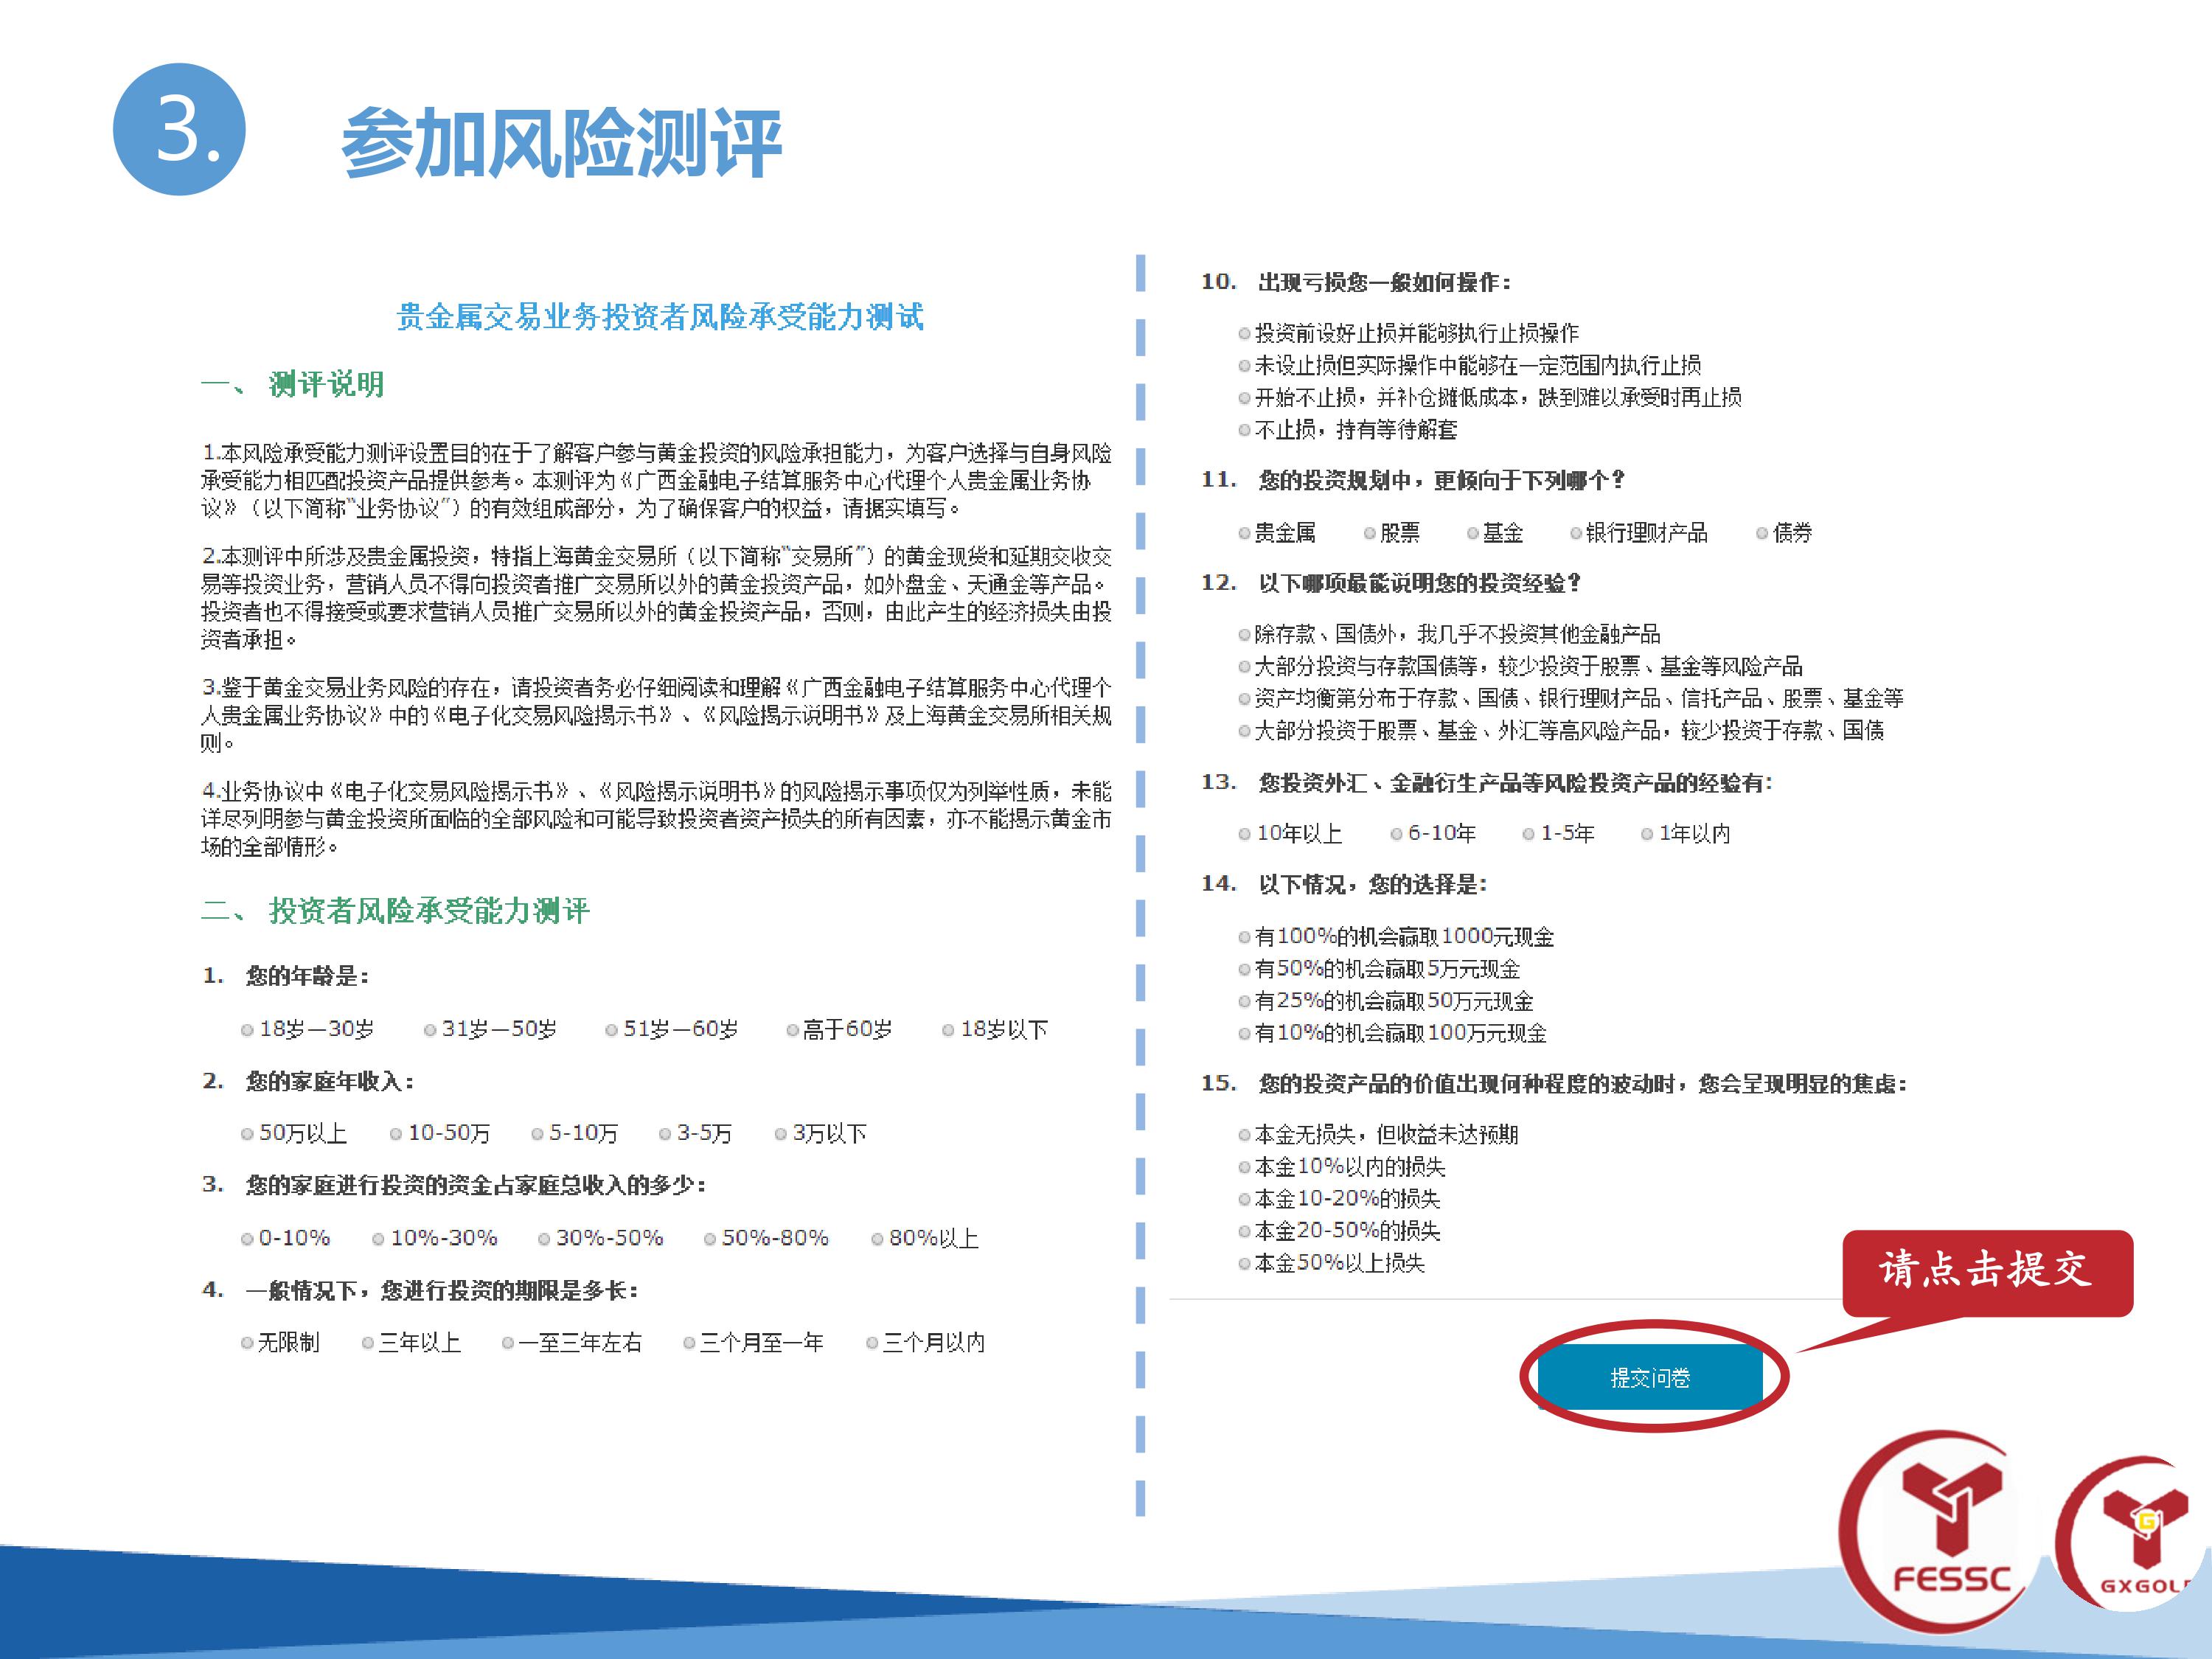 3.
参加风险测评
贵金属交易业务投资者风险承受能力测试
一、 测评说明
1.本风险承受能力测评设置目的在于了解客户参与黄金投资的风险承担能力，为客户选择与自身风险
承受能力相匹配投资产品提供参考。本测评为《广西金融电子结算服务中心代理个人贵金属业务协
议》（以下简称“业务协议”）的有效组成部分，为了确保客户的权益，请据实填写。
2.本测评中所涉及贵金属投资，特指上海黄金交易所（以下简称“交易所”）的黄金现货和延期交收交
易等投资业务，营销人员不得向投资者推广交易所以外的黄金投资产品，如外盘金、天通金等产品。
投资者也不得接受或要求营销人员推广交易所以外的黄金投资产品，否则，由此产生的经济损失由投
资者承担。
3.鉴于黄金交易业务风险的存在，请投资者务必仔细阅读和理解《广西金融电子结算服务中心代理个
人贵金属业务协议》中的《电子化交易风险揭示书》、《风险揭示说明书》及上海黄金交易所相关规
则。
4.业务协议中《电子化交易风险揭示书》、《风险揭示说明书》的风险揭示事项仅为列举性质，未能
详尽列明参与黄金投资所面临的全部风险和可能导致投资者资产损失的所有因素，亦不能揭示黄金市
场的全部情形。
二、 投资者风险承受能力测评
1. 您的年龄是：
18岁—30岁 31岁—50岁 51岁—60岁 高于60岁 18岁以下
2. 您的家庭年收入：
50万以上 10-50万 5-10万 3-5万 3万以下
3. 您的家庭进行投资的资金占家庭总收入的多少：
0-10% 10%-30% 30%-50% 50%-80% 80%以上
4. 一般情况下，您进行投资的期限是多长：
无限制 三年以上 一至三年左右 三个月至一年 三个月以内
10. 出现亏损您一般如何操作：
投资前设好止损并能够执行止损操作
未设止损但实际操作中能够在一定范围内执行止损
开始不止损，并补仓摊低成本，跌到难以承受时再止损
不止损，持有等待解套
11. 您的投资规划中，更倾向于下列哪个？
贵金属 股票 基金 银行理财产品 债券
12. 以下哪项最能说明您的投资经验？
除存款、国债外，我几乎不投资其他金融产品
大部分投资与存款国债等，较少投资于股票、基金等风险产品
资产均衡第分布于存款、国债、银行理财产品、信托产品、股票、基金等
大部分投资于股票、基金、外汇等高风险产品，较少投资于存款、国债
13. 您投资外汇、金融衍生产品等风险投资产品的经验有：
10年以上 6-10年 1-5年 1年以内
14. 以下情况，您的选择是：
有100%的机会赢取1000元现金
有50%的机会赢取5万元现金
有25%的机会赢取50万元现金
有10%的机会赢取100万元现金
15. 您的投资产品的价值出现何种程度的波动时，您会呈现明显的焦虑：
本金无损失，但收益未达预期
本金10%以内的损失
本金10-20%的损失
本金20-50%的损失
本金50%以上损失
请点击提交
提交问卷
FESSC
GXGOL